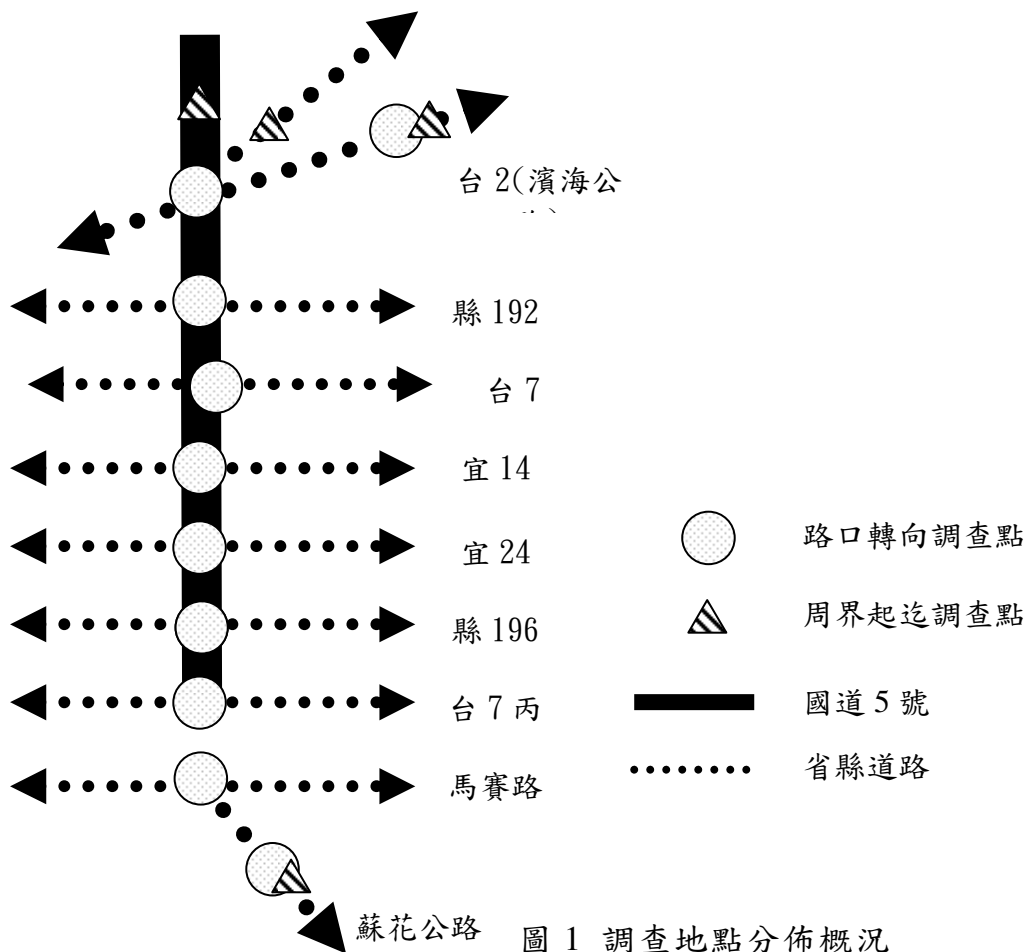 台 2(濱海公
縣 192
台 7
宜 14
宜 24
縣 196
台 7 丙
馬賽路
蘇花公路
路口轉向調查點
周界起迄調查點
國道 5 號
省縣道路
圖 1 調查地點分佈概況